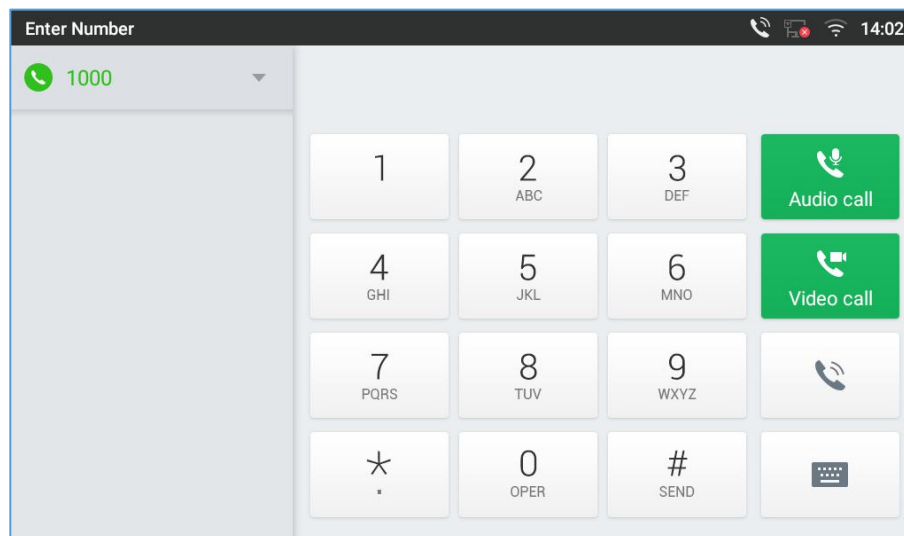 Enter Number 14:02
1000
1 2 3 Audio call
ABC DEF
4 5 6 Video call
GHI JKL MNO
7 8 9
PQRS TUV WXYZ
* 0 #
. OPER SEND